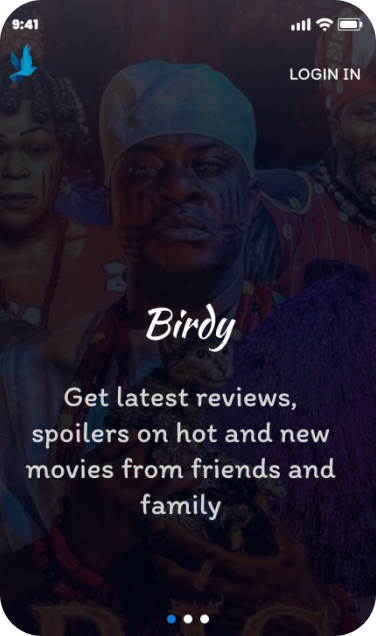 9:41
LOGIN IN
Birdy
Get latest reviews,
spoilers on hot and new
movies from friends and
family